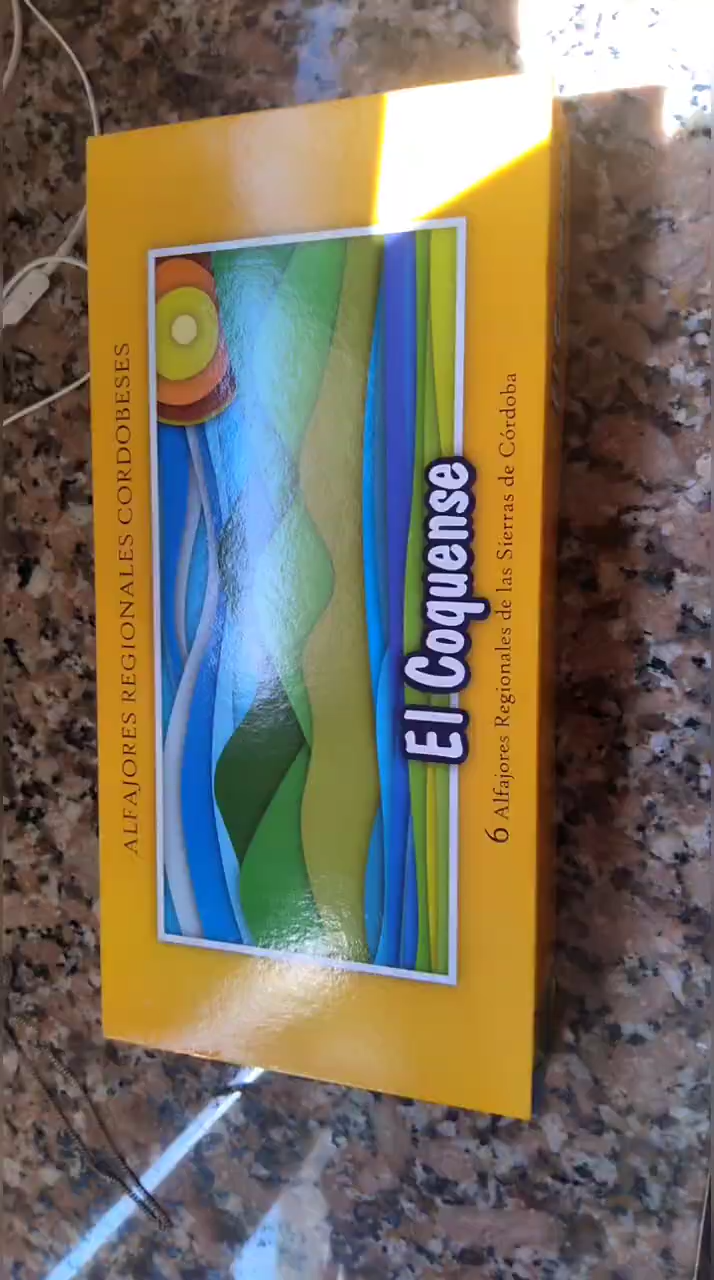 ALFAJORES REGIONALES CORDOBESES
El Coquense
6 Alfajores Regionales de las Sierras de Córdoba